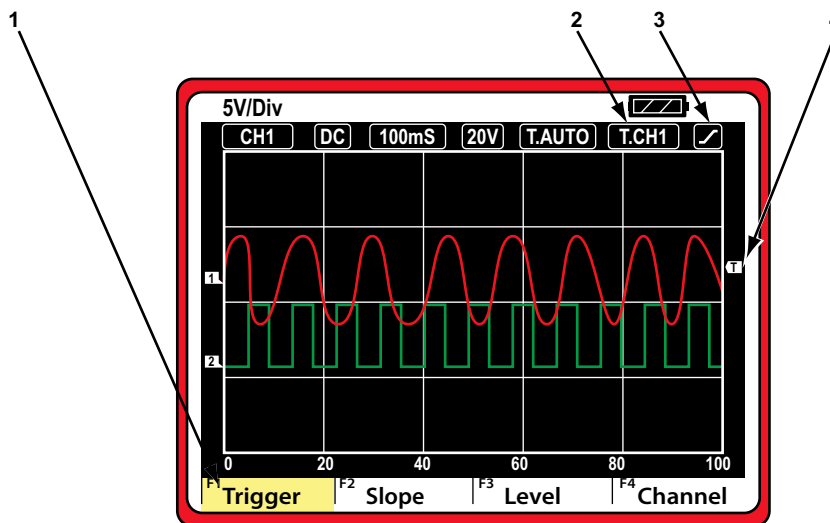 1 2 3
5V/Div
CH1 DC 100mS 20V T.AUTO T.CH1
T
1
2
0 20 40 60 80 100
F1 Trigger F2 Slope F3 Level F4 Channel